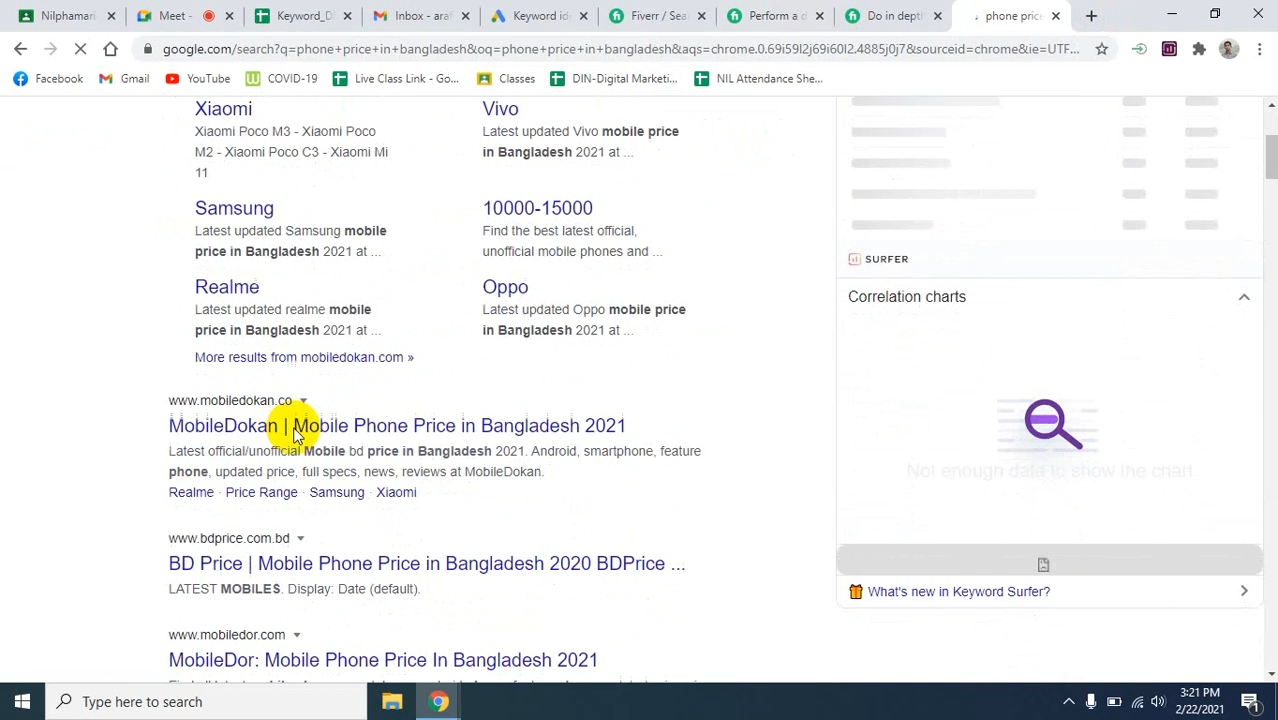 Nilphamari
Meet -
Keyword_D
Inbox - araf
Keyword ide
Fiverr / Sea
Perform a d
Do in depth
phone price
google.com/search?q=phone+price+in+bangladesh&oq=phone+price+in+bangladesh&aqs=chrome.0.69i59l2j69i60l2.4885j0j7&sourceid=chrome&ie=UTF...
Facebook
Gmail
YouTube
COVID-19
Live Class Link - Go...
Classes
DIN-Digital Marketi...
NIL Attendance She...
Xiaomi
Xiaomi Poco M3 - Xiaomi Poco
M2 - Xiaomi Poco C3 - Xiaomi Mi
11
Vivo
Latest updated Vivo mobile price
in Bangladesh 2021 at ...
Samsung
Latest updated Samsung mobile
price in Bangladesh 2021 at ...
10000-15000
Find the best latest official,
unofficial mobile phones and ...
Realme
Latest updated realme mobile
price in Bangladesh 2021 at ...
Oppo
Latest updated Oppo mobile price
in Bangladesh 2021 at ...
More results from mobiledokan.com »
www.mobiledokan.co
MobileDokan | Mobile Phone Price in Bangladesh 2021
Latest official/unofficial Mobile bd price in Bangladesh 2021. Android, smartphone, feature
phone, updated price, full specs, news, reviews at MobileDokan.
Realme · Price Range · Samsung · Xiaomi
www.bdprice.com.bd
BD Price | Mobile Phone Price in Bangladesh 2020 BDPrice ...
LATEST MOBILES. Display: Date (default).
www.mobiledor.com
MobileDor: Mobile Phone Price In Bangladesh 2021
SURFER
Correlation charts
Not enough data to show the chart
What's new in Keyword Surfer?
Type here to search
3:21 PM
2/22/2021
1